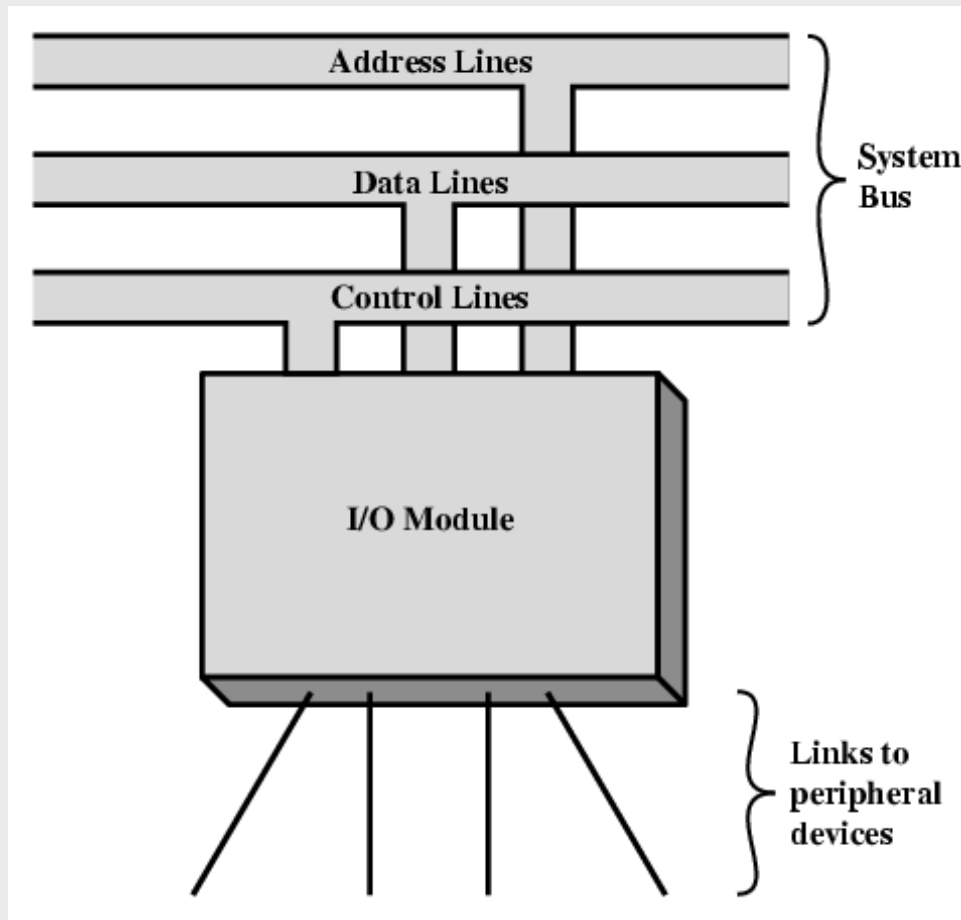 Address Lines
Data Lines
Control Lines
System
Bus
I/O Module
Links to
peripheral
devices